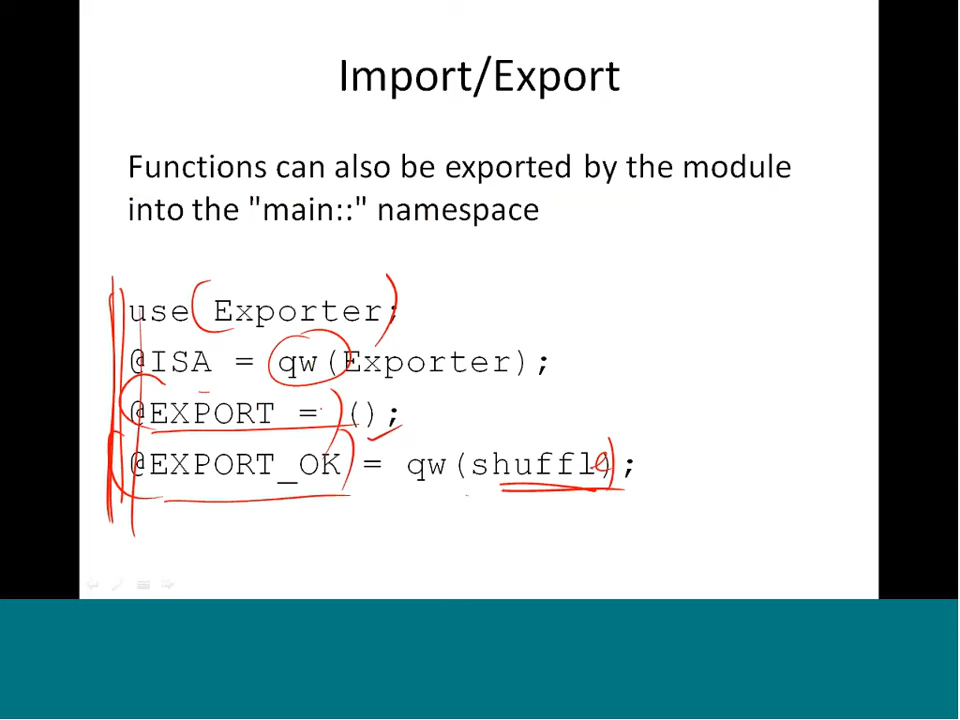 Import/Export
Functions can also be exported by the module
into the "main::" namespace
use Exporter;
@ISA = qw(Exporter);
@EXPORT = ();
@EXPORT_OK = qw(shuffle);